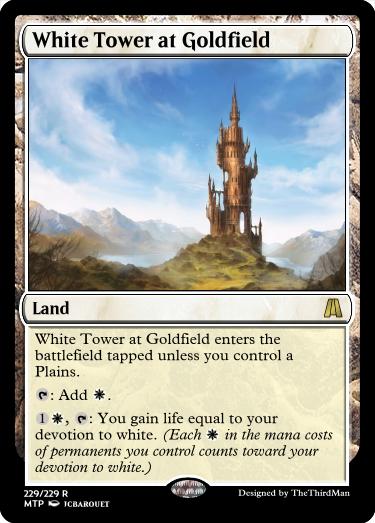 White Tower at Goldfield
Land
White Tower at Goldfield enters the
battlefield tapped unless you control a
Plains.
: Add .
1 , : You gain life equal to your
devotion to white. (Each in the mana costs
of permanents you control counts toward your
devotion to white.)
229/229 R
MTP JCBAROUET
Designed by TheThirdMan